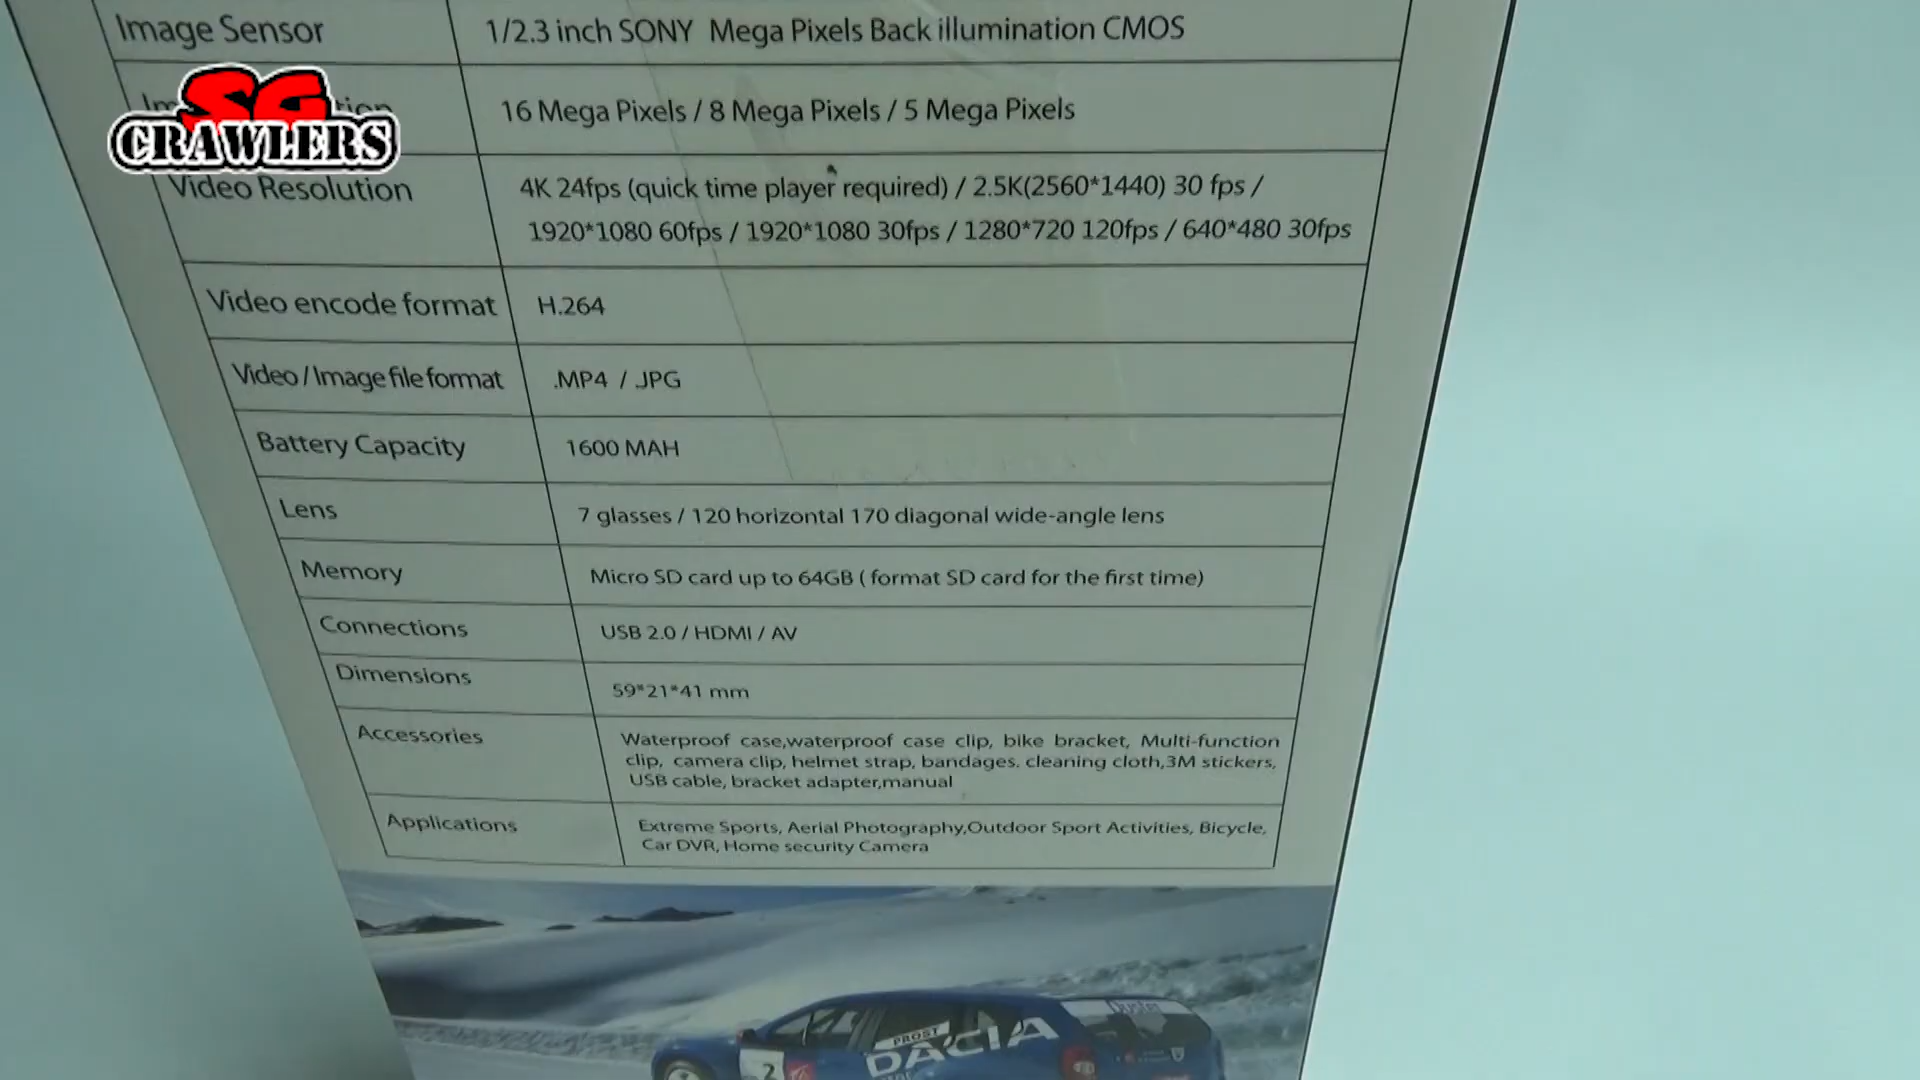 Image Sensor
1/2.3 inch SONY Mega Pixels Back illumination CMOS
SG
CRAWLERS
16 Mega Pixels / 8 Mega Pixels / 5 Mega Pixels
Video Resolution
4K 24fps (quick time player required) / 2.5K(2560*1440) 30 fps /
1920*1080 60fps / 1920*1080 30fps / 1280*720 120fps / 640*480 30fps
Video encode format
H.264
Video / Image file format
.MP4 / .JPG
Battery Capacity
1600 MAH
Lens
7 glasses / 120 horizontal 170 diagonal wide-angle lens
Memory
Micro SD card up to 64GB ( format SD card for the first time)
Connections
USB 2.0 / HDMI / AV
Dimensions
59*21*41 mm
Accessories
Waterproof case,waterproof case clip, bike bracket, Multi-function
clip, camera clip, helmet strap, bandages. cleaning cloth,3M stickers,
USB cable, bracket adapter,manual
Applications
Extreme Sports, Aerial Photography,Outdoor Sport Activities, Bicycle,
Car DVR, Home security Camera
Duster
PROST
DACIA
2